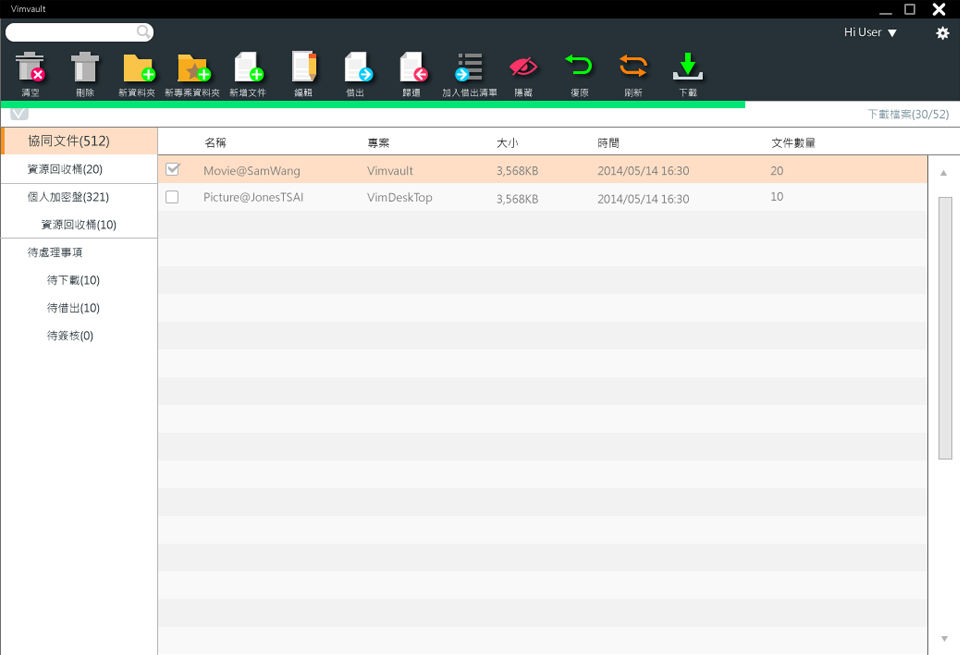 Vimvault
Hi User
清空 刪除 新資料夾 新專案資料夾 新增文件 編輯 借出 歸還 加入借出清單 隱藏 復原 刷新 下載
下載檔案(30/52)
協同文件(512)
資源回收桶(20)
個人加密盤(321)
資源回收桶(10)
待處理事項
待下載(10)
待借出(10)
待簽核(0)
名稱 專案 大小 時間 文件數量
Movie@SamWang Vimvault 3,568KB 2014/05/14 16:30 20
Picture@JonesTSAI VimDeskTop 3,568KB 2014/05/14 16:30 10